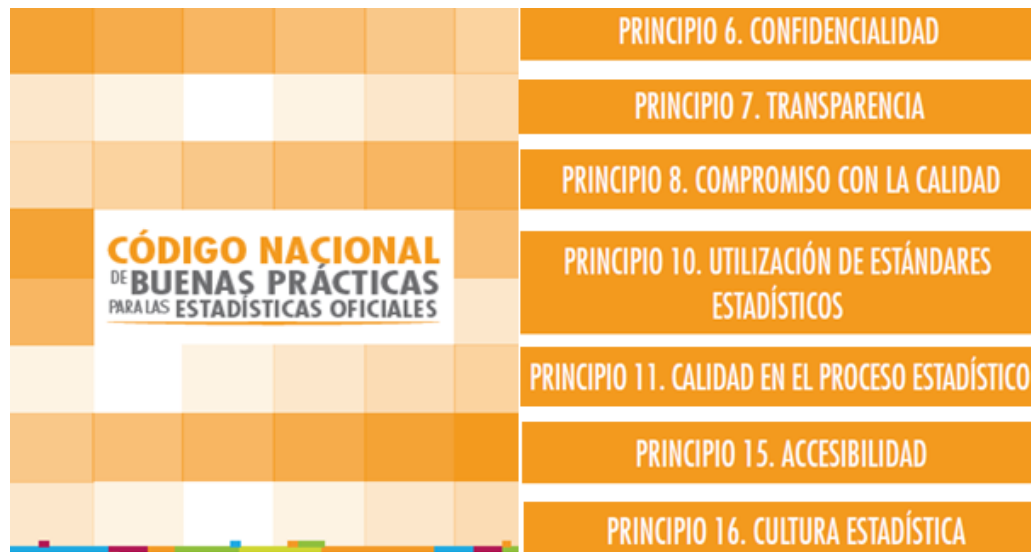 CÓDIGO NACIONAL
DE BUENAS PRÁCTICAS
PARA LAS ESTADÍSTICAS OFICIALES
PRINCIPIO 6. CONFIDENCIALIDAD
PRINCIPIO 7. TRANSPARENCIA
PRINCIPIO 8. COMPROMISO CON LA CALIDAD
PRINCIPIO 10. UTILIZACIÓN DE ESTÁNDARES
ESTADÍSTICOS
PRINCIPIO 11. CALIDAD EN EL PROCESO ESTADÍSTICO
PRINCIPIO 15. ACCESIBILIDAD
PRINCIPIO 16. CULTURA ESTADÍSTICA